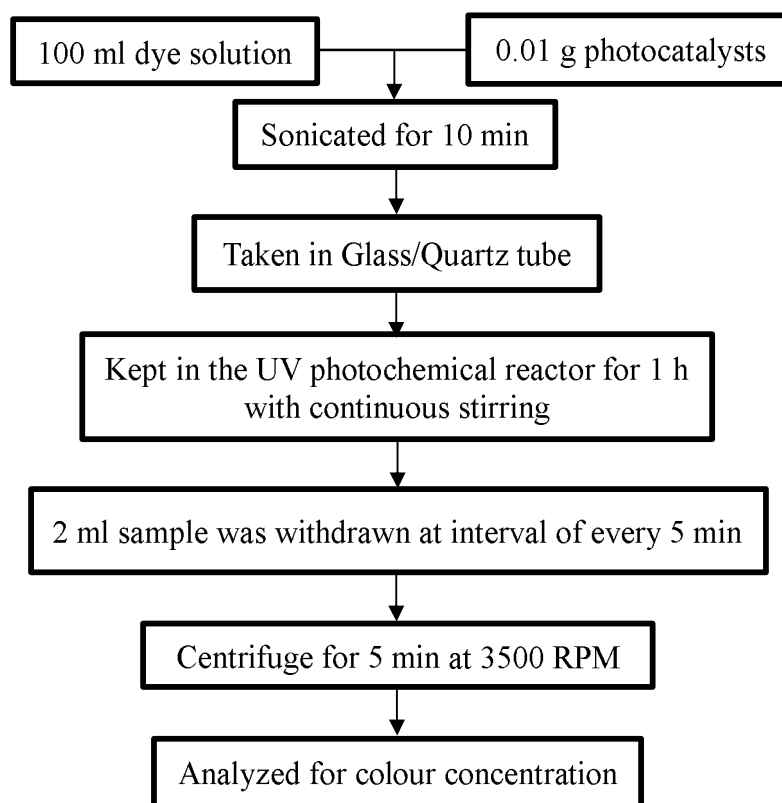 100 ml dye solution
0.01 g photocatalysts
Sonicated for 10 min
Taken in Glass/Quartz tube
Kept in the UV photochemical reactor for 1 h
with continuous stirring
2 ml sample was withdrawn at interval of every 5 min
Centrifuge for 5 min at 3500 RPM
Analyzed for colour concentration